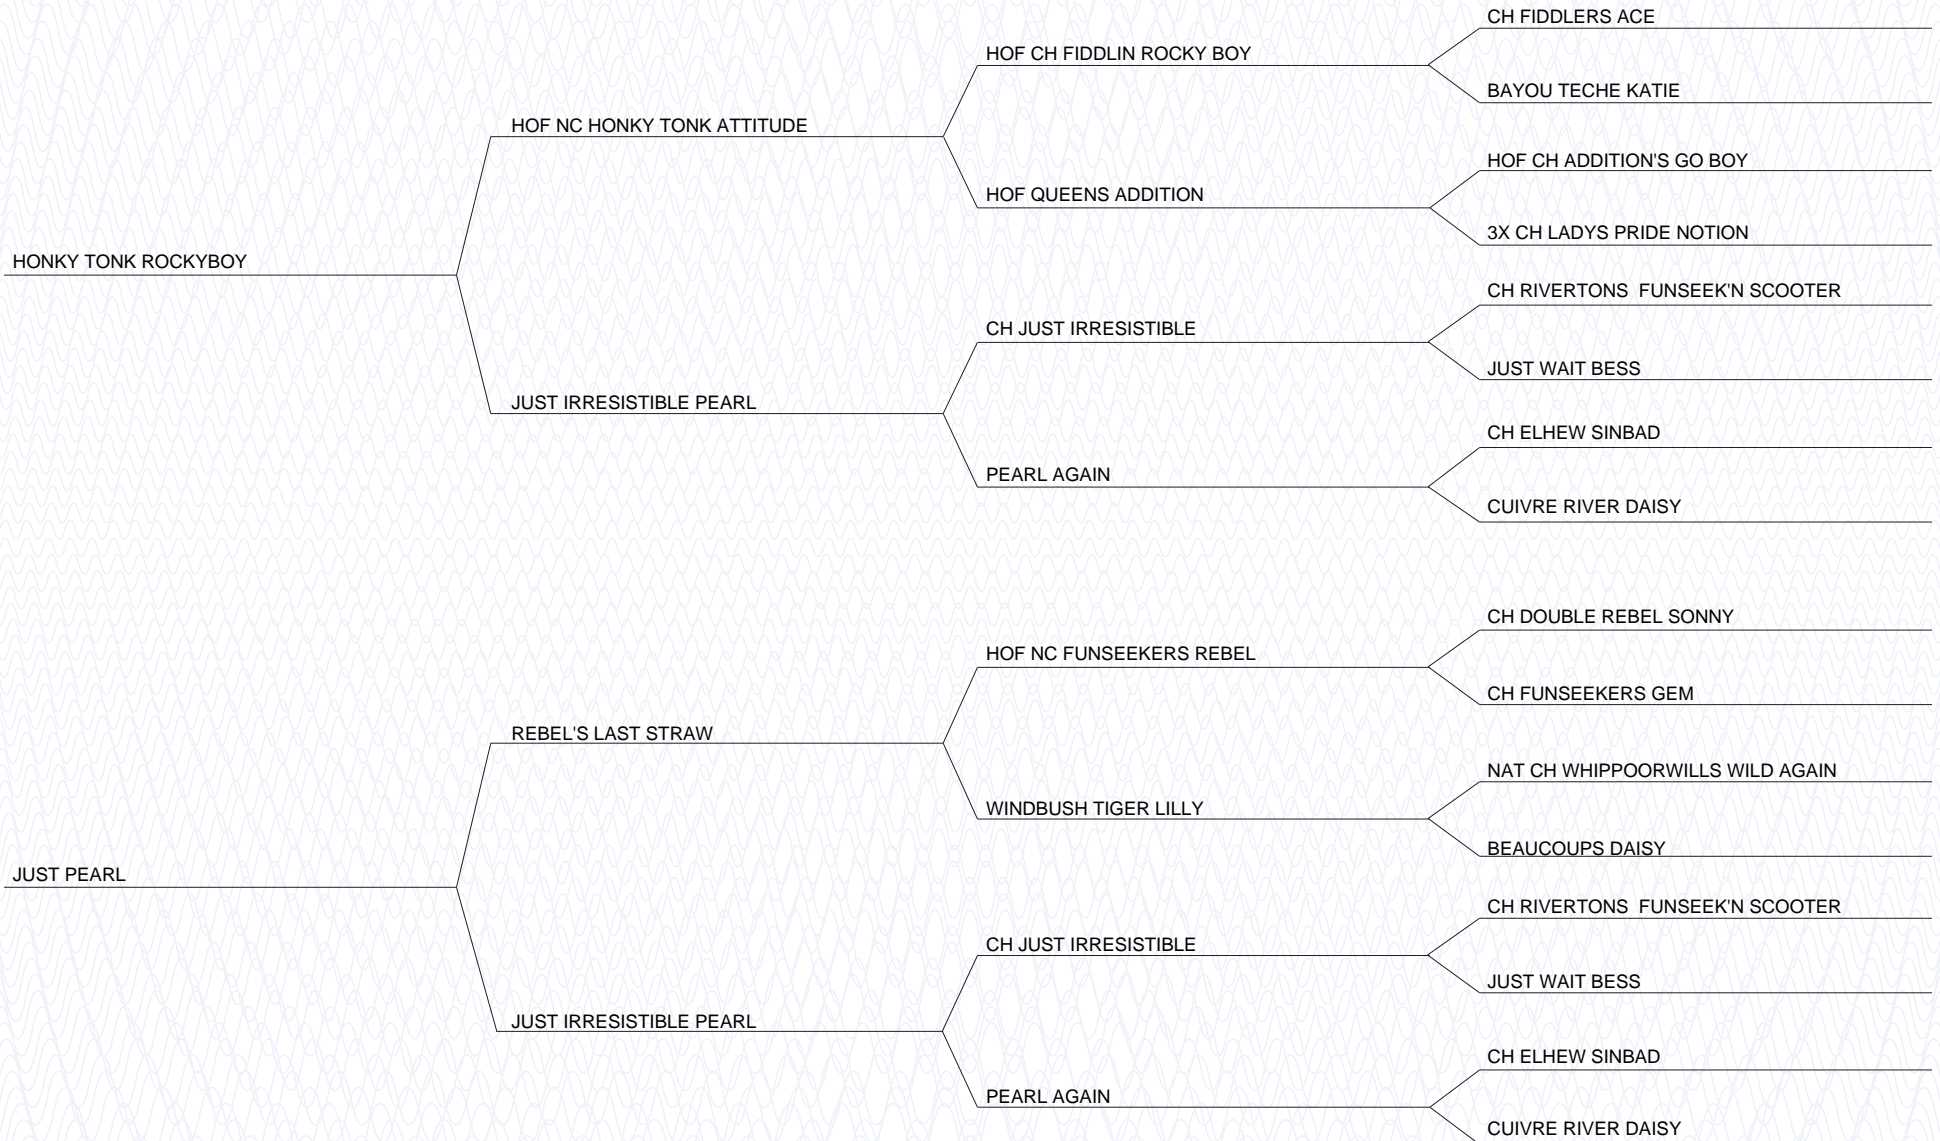 CH FIDDLERS ACE
HOF CH FIDDLIN ROCKY BOY
BAYOU TECHE KATIE
HOF NC HONKY TONK ATTITUDE
HOF CH ADDITION'S GO BOY
HOF QUEENS ADDITION
3X CH LADYS PRIDE NOTION
HONKY TONK ROCKYBOY
CH RIVERTONS  FUNSEEK'N SCOOTER
CH JUST IRRESISTIBLE
JUST WAIT BESS
JUST IRRESISTIBLE PEARL
CH ELHEW SINBAD
PEARL AGAIN
CUIVRE RIVER DAISY
CH DOUBLE REBEL SONNY
HOF NC FUNSEEKERS REBEL
CH FUNSEEKERS GEM
REBEL'S LAST STRAW
NAT CH WHIPPOORWILLS WILD AGAIN
WINDBUSH TIGER LILLY
BEAUCOUPS DAISY
JUST PEARL
CH RIVERTONS  FUNSEEK'N SCOOTER
CH JUST IRRESISTIBLE
JUST WAIT BESS
JUST IRRESISTIBLE PEARL
CH ELHEW SINBAD
PEARL AGAIN
CUIVRE RIVER DAISY